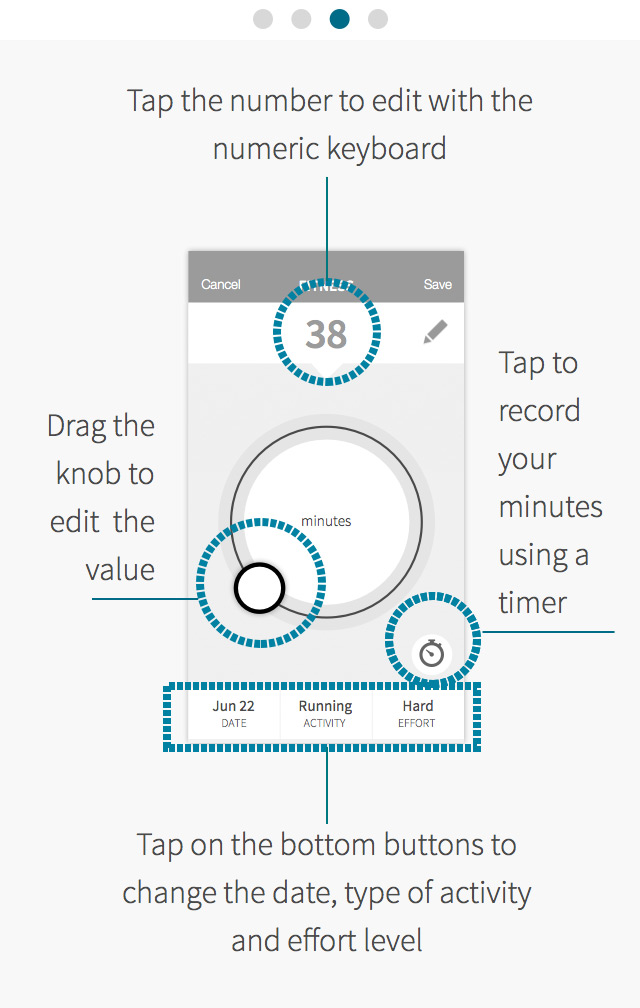 Tap the number to edit with the
numeric keyboard
Cancel
FITNESS
Save
38
Tap to
record
your
minutes
using a
timer
Drag the
knob to
edit the
value
minutes
Jun 22
DATE
Running
ACTIVITY
Hard
EFFORT
Tap on the bottom buttons to
change the date, type of activity
and effort level